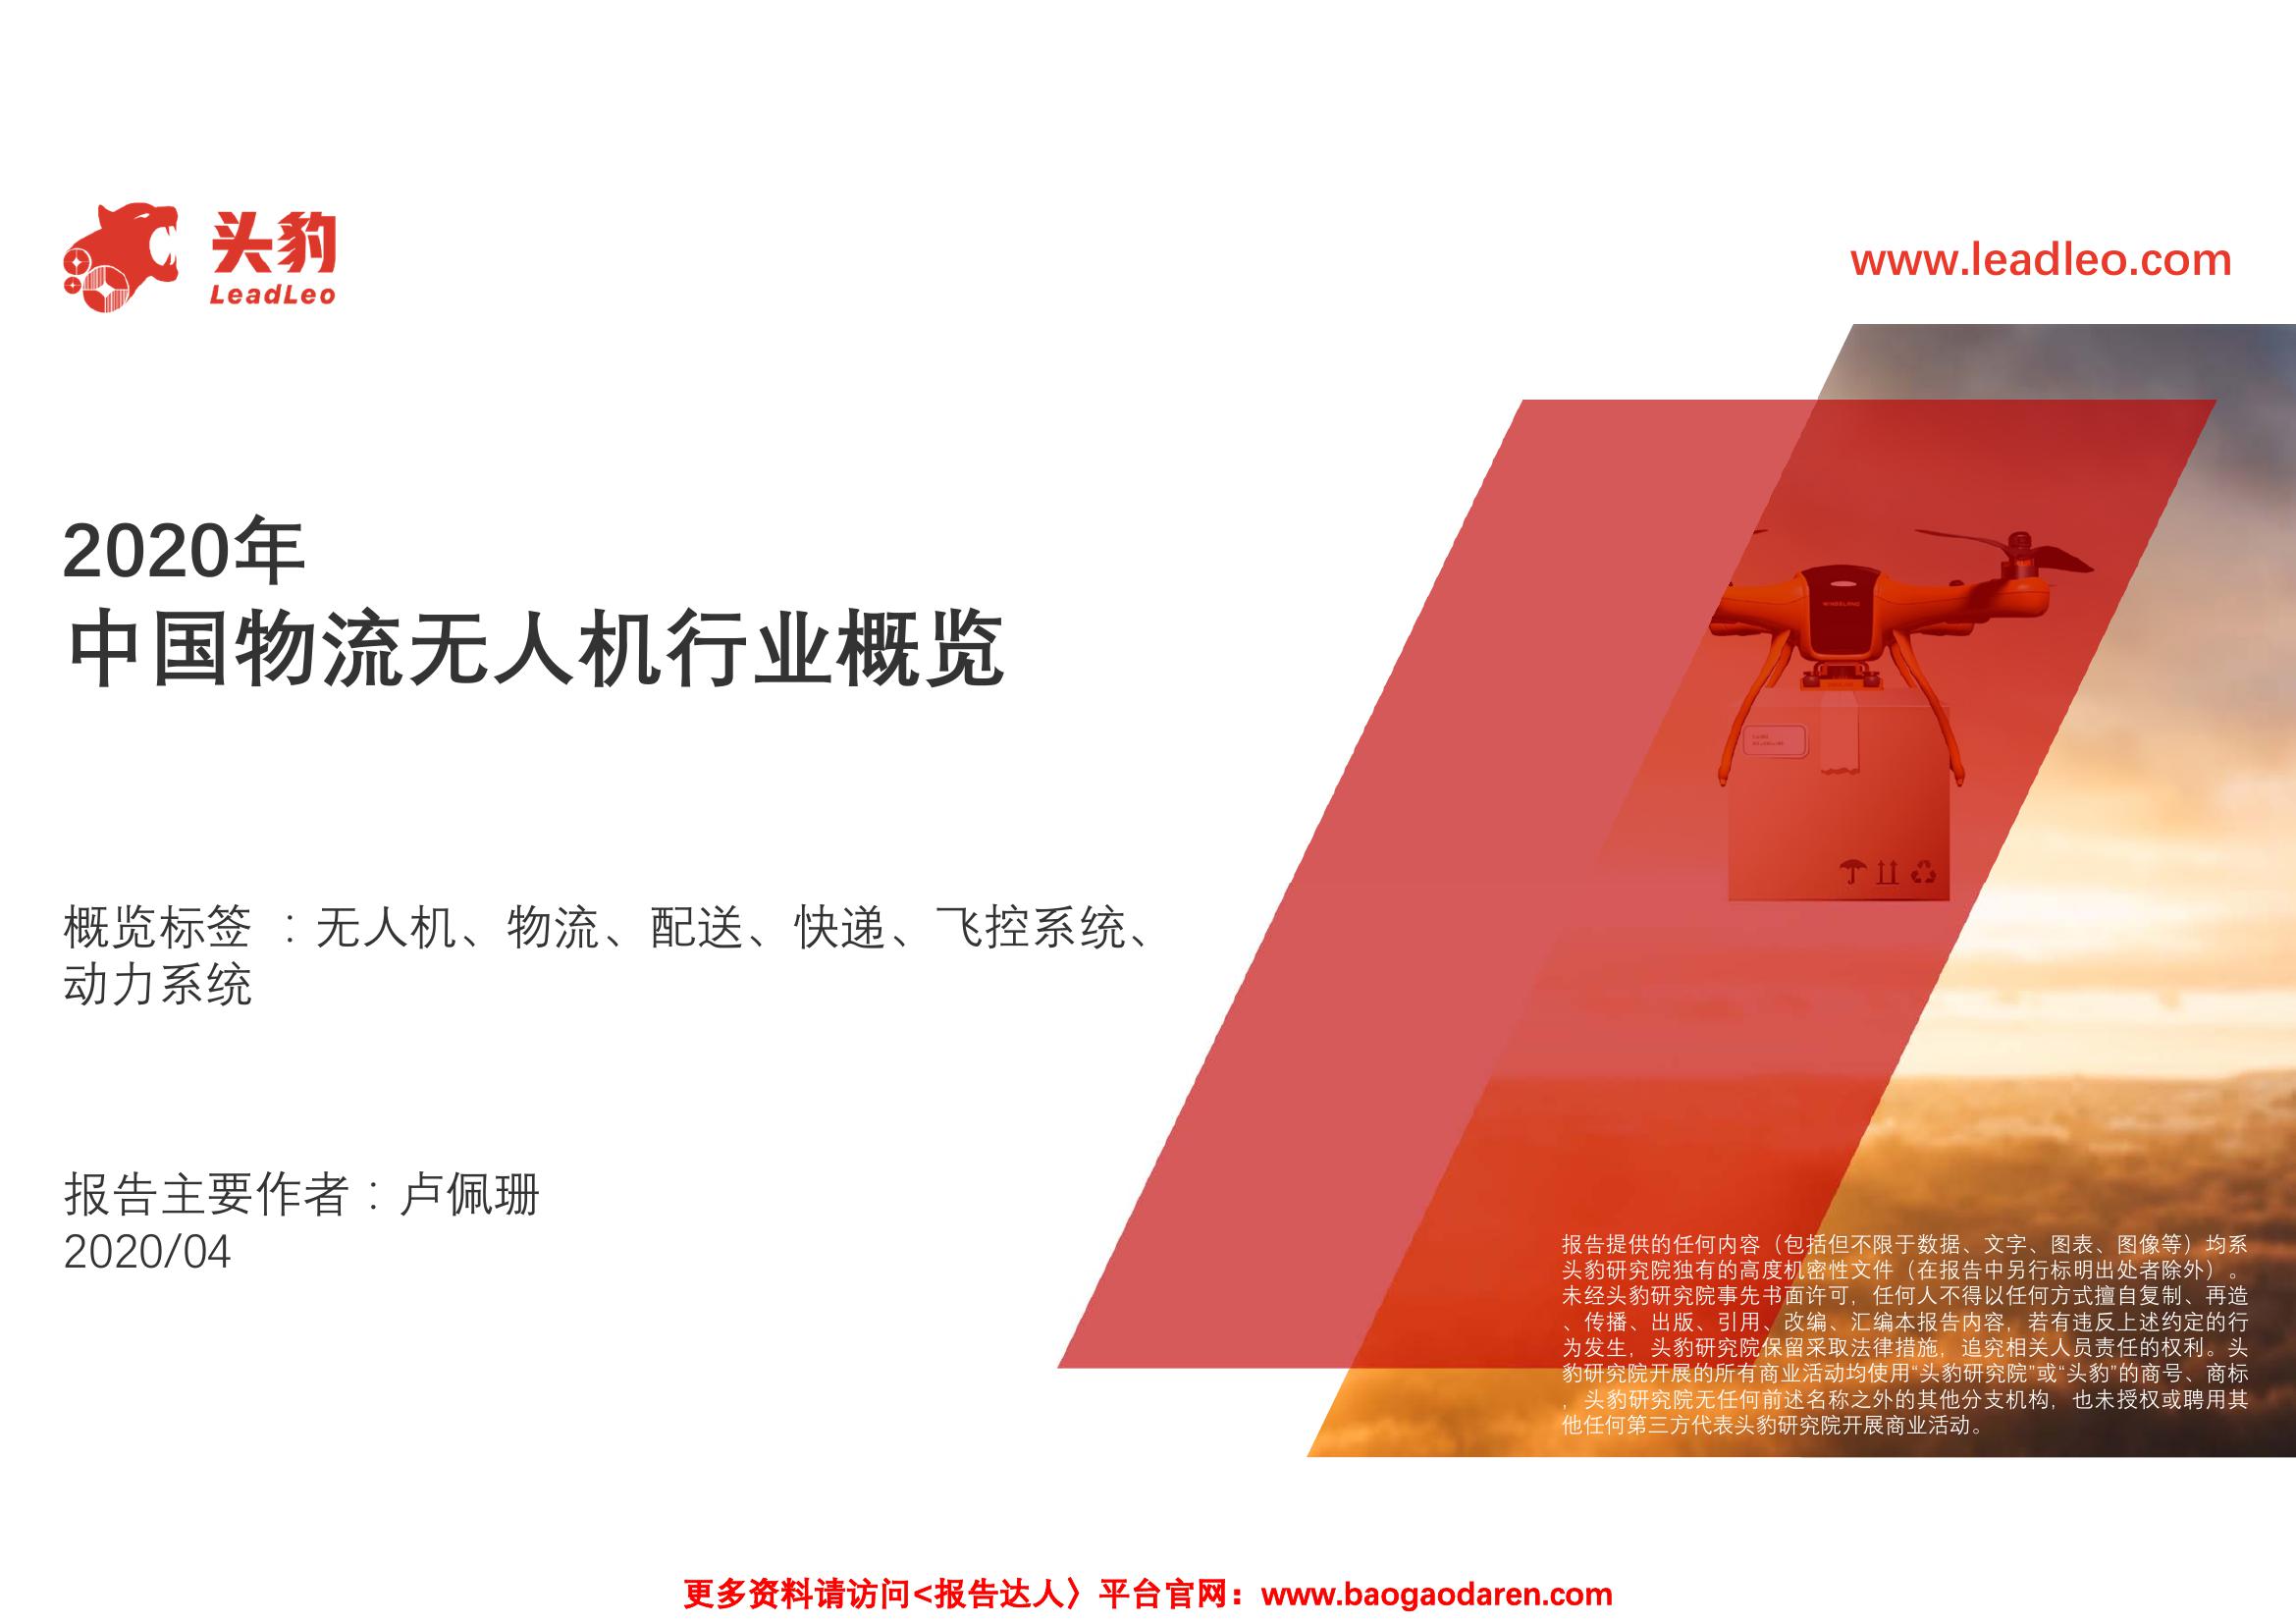 头豹
LeadLeo
www.leadleo.com
2020年
中国物流无人机行业概览
概览标签 ：无人机、物流、配送、快递、飞控系统、
动力系统
报告主要作者：卢佩珊
2020/04
报告提供的任何内容（包括但不限于数据、文字、图表、图像等）均系
头豹研究院独有的高度机密性文件（在报告中另行标明出处者除外）。
未经头豹研究院事先书面许可，任何人不得以任何方式擅自复制、再造
、传播、出版、引用、改编、汇编本报告内容，若有违反上述约定的行
为发生，头豹研究院保留采取法律措施，追究相关人员责任的权利。头
豹研究院开展的所有商业活动均使用“头豹研究院”或“头豹”的商号、商标
，头豹研究院无任何前述名称之外的其他分支机构，也未授权或聘用其
他任何第三方代表头豹研究院开展商业活动。
更多资料请访问<报告达人〉平台官网：www.baogaodaren.com